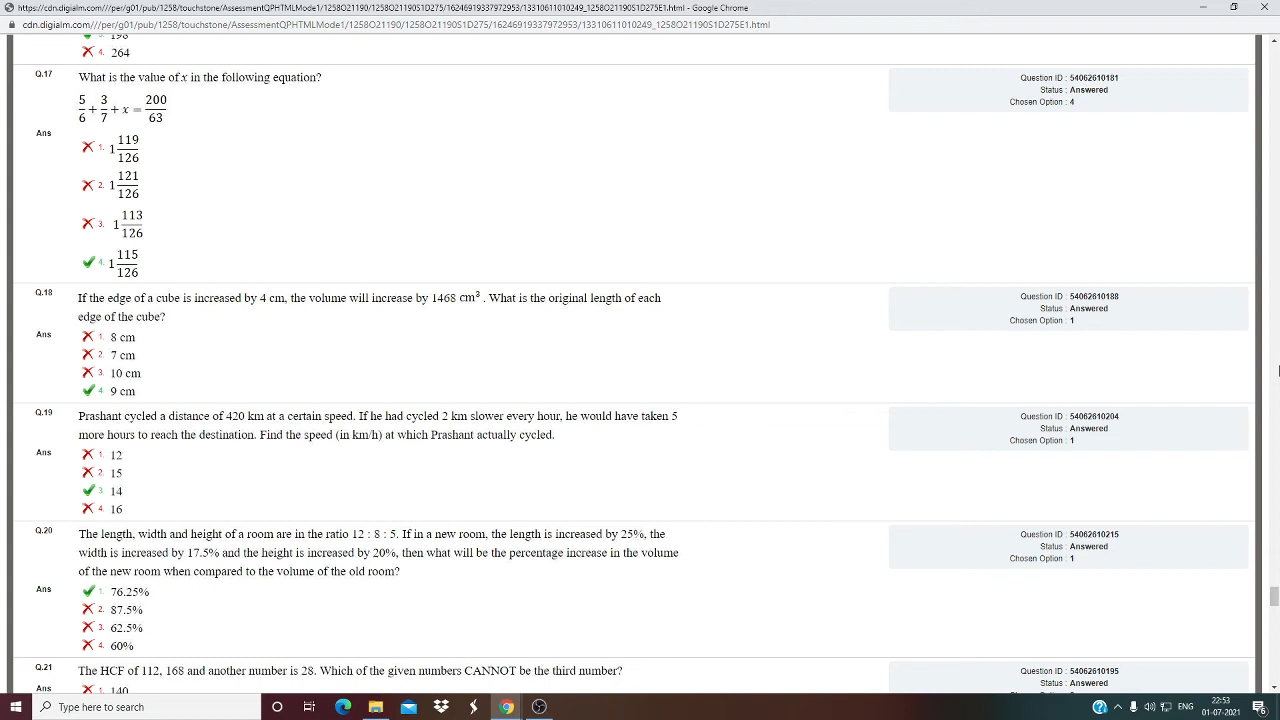 https://cdn.digialm.com///per/g01/pub/1258/touchstone/AssessmentQPHTMLMode1/1258O21190/1258O21190S1D275/16246919337972953/13310611010249_1258O21190S1D275E1.html - Google Chrome
cdn.digialm.com///per/g01/pub/1258/touchstone/AssessmentQPHTMLMode1/1258O21190/1258O21190S1D275/16246919337972953/13310611010249_1258O21190S1D275E1.html
3. 198
4. 264
Q.17 What is the value of x in the following equation?
5/6 + 3/7 + x = 200/63
Question ID : 54062610181
Status : Answered
Chosen Option : 4
Ans
1. 1 119/126
2. 1 121/126
3. 1 113/126
4. 1 115/126
Q.18 If the edge of a cube is increased by 4 cm, the volume will increase by 1468 cm³ . What is the original length of each
edge of the cube?
Question ID : 54062610188
Status : Answered
Chosen Option : 1
Ans
1. 8 cm
2. 7 cm
3. 10 cm
4. 9 cm
Q.19 Prashant cycled a distance of 420 km at a certain speed. If he had cycled 2 km slower every hour, he would have taken 5
more hours to reach the destination. Find the speed (in km/h) at which Prashant actually cycled.
Question ID : 54062610204
Status : Answered
Chosen Option : 1
Ans
1. 12
2. 15
3. 14
4. 16
Q.20 The length, width and height of a room are in the ratio 12 : 8 : 5. If in a new room, the length is increased by 25%, the
width is increased by 17.5% and the height is increased by 20%, then what will be the percentage increase in the volume
of the new room when compared to the volume of the old room?
Question ID : 54062610215
Status : Answered
Chosen Option : 1
Ans
1. 76.25%
2. 87.5%
3. 62.5%
4. 60%
Q.21 The HCF of 112, 168 and another number is 28. Which of the given numbers CANNOT be the third number?
Question ID : 54062610195
Status : Answered
Ans
1. 140
Type here to search
ENG
22:53
01-07-2021
6